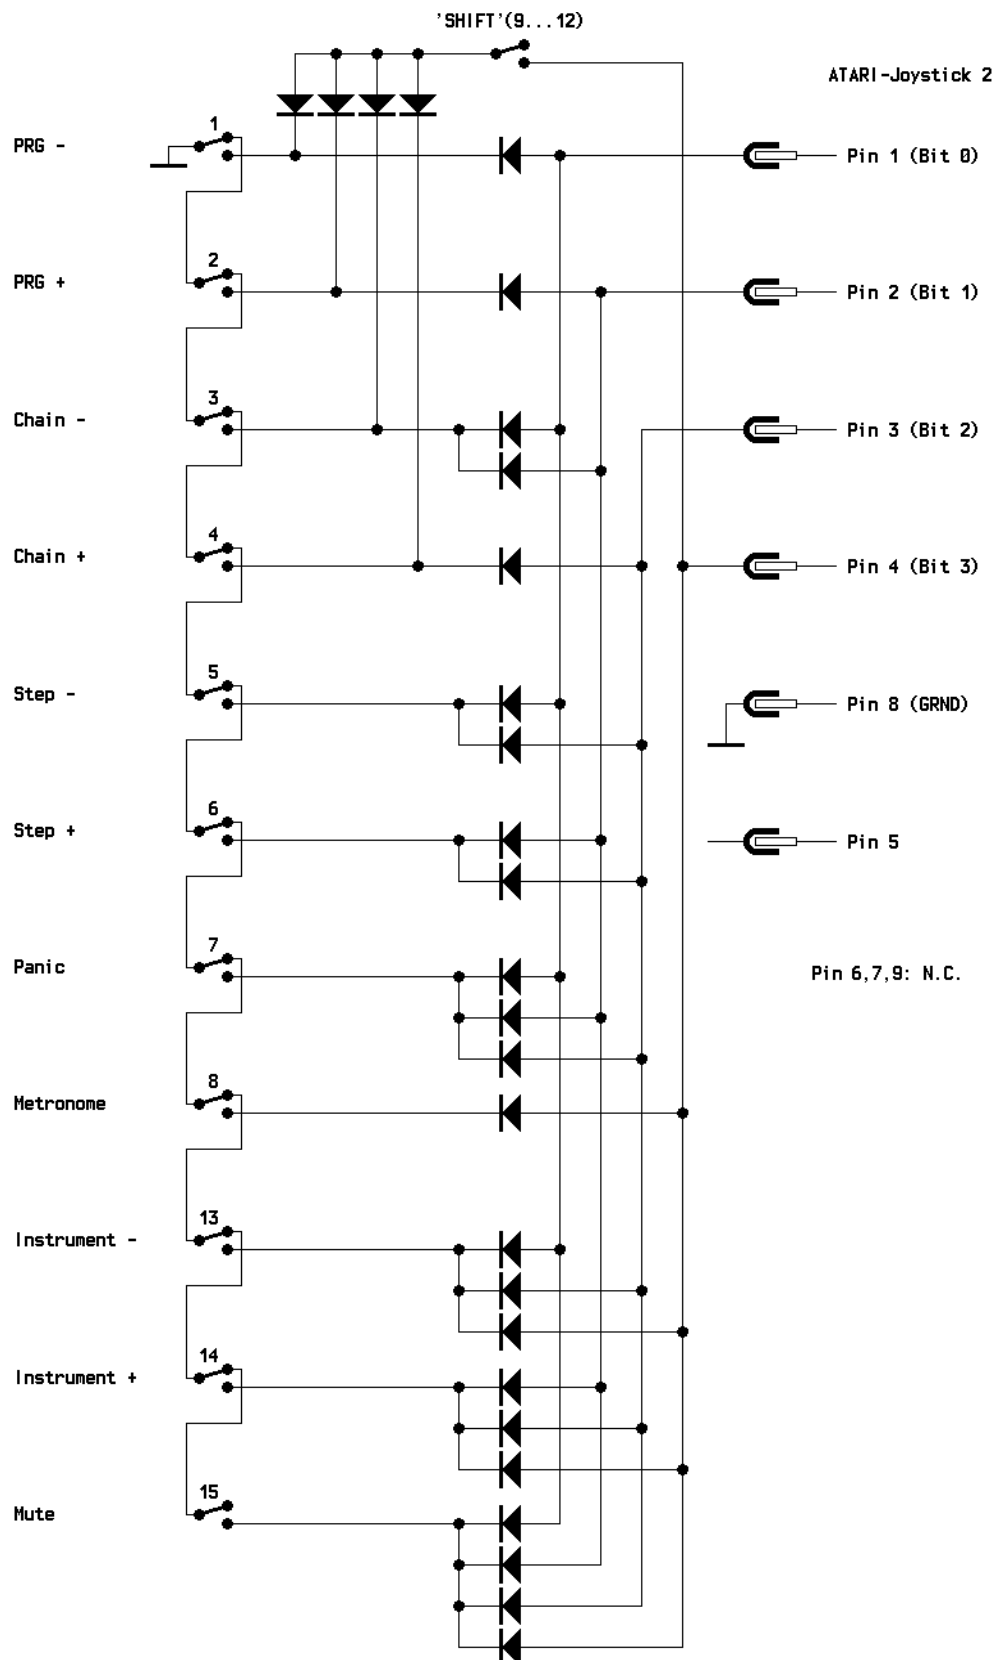 'SHIFT'(9...12)
ATARI-Joystick 2
1
PRG -
Pin 1 (Bit 0)
2
PRG +
Pin 2 (Bit 1)
3
Chain -
Pin 3 (Bit 2)
4
Chain +
Pin 4 (Bit 3)
5
Step -
Pin 8 (GRND)
6
Step +
Pin 5
7
Panic
Pin 6,7,9: N.C.
8
Metronome
13
Instrument -
14
Instrument +
15
Mute